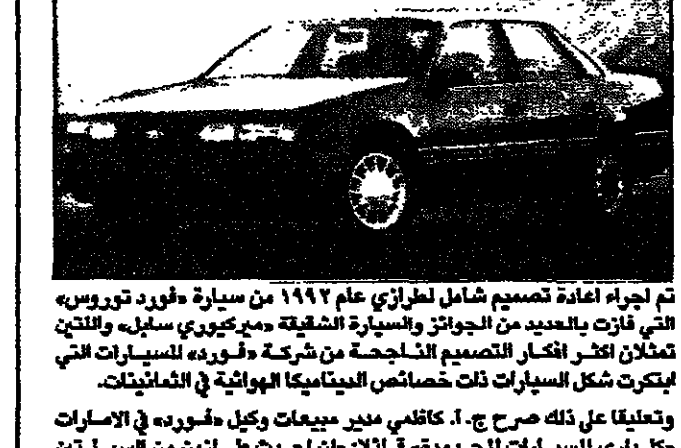 تم اجراء اعادة تصميم شامل لطرازي عام ١٩٩٢ من سيارة «فورد توروس»
التي فازت بالعديد من الجوائز والسيارة الشقيقة «ميركيوري سابل» واللتين
تمثلان اكثر افكار التصميم الناجحة من شركة «فورد» للسيارات التي
ابتكرت شكل السيارات ذات خصائص الديناميكا الهوائية في الثمانينات.
وتعليقا على ذلك صرح ج. أ. كاظمي مدير مبيعات وكيل «فورد» في الامارات